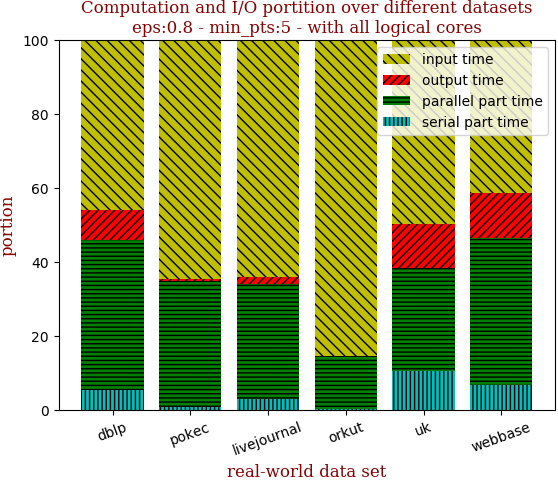 Computation and I/O portition over different datasets
eps:0.8 - min_pts:5 - with all logical cores
100
80
60
40
20
0
portion
input time
output time
parallel part time
serial part time
dblp
pokec
livejournal
orkut
uk
webbase
real-world data set